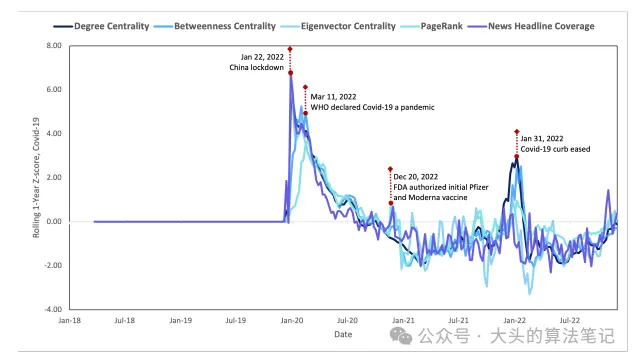 Degree Centrality Betweenness Centrality Eigenvector Centrality PageRank News Headline Coverage
8.00
6.00
4.00
2.00
0.00
-2.00
-4.00
Rolling 1-Year Z-score, Covid-19
Jan 22, 2022
China lockdown
Mar 11, 2022
WHO declared Covid-19 a pandemic
Dec 20, 2022
FDA authorized initial Pfizer
and Moderna vaccine
Jan 31, 2022
Covid-19 curb eased
Jan-18 Jul-18 Jan-19 Jul-19 Jan-20 Jul-20 Jan-21 Jul-21 Jan-22 Jul-22
Date
公众号 · 大头的算法笔记